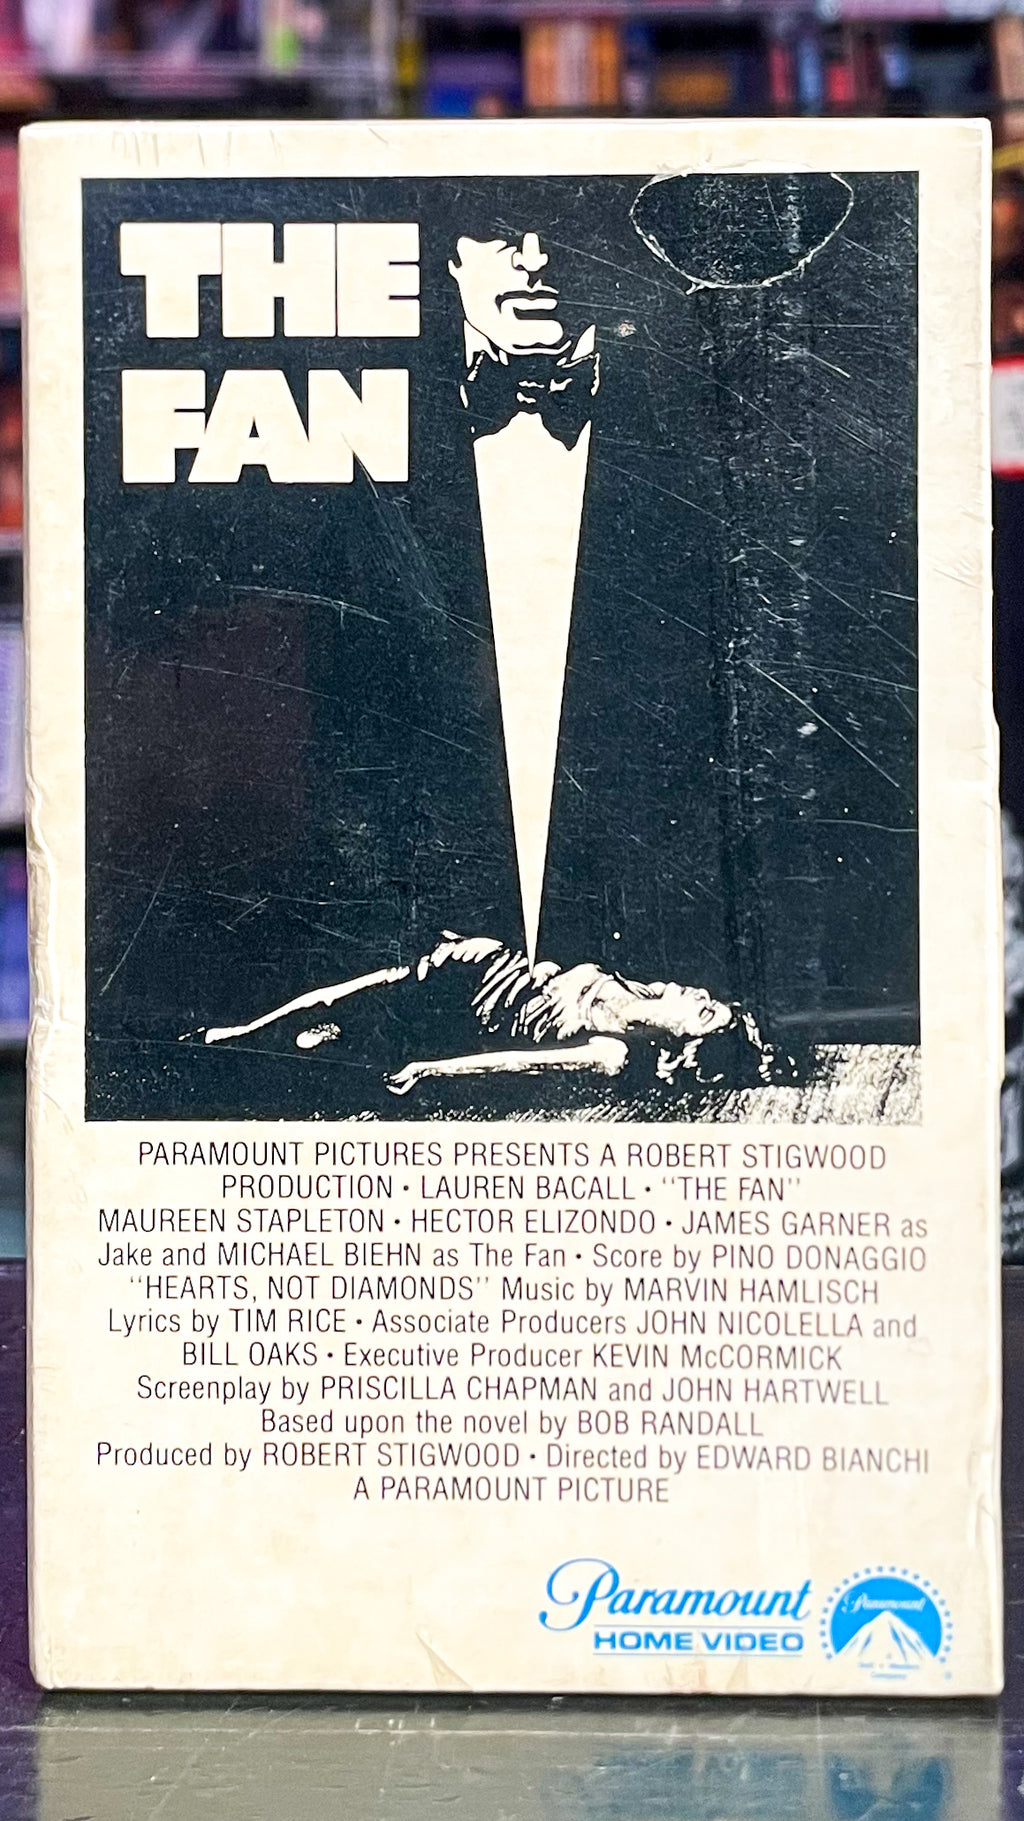 THE
FAN
PARAMOUNT PICTURES PRESENTS A ROBERT STIGWOOD
PRODUCTION • LAUREN BACALL • "THE FAN"
MAUREEN STAPLETON • HECTOR ELIZONDO • JAMES GARNER as
Jake and MICHAEL BIEHN as The Fan • Score by PINO DONAGGIO
"HEARTS, NOT DIAMONDS" Music by MARVIN HAMLISCH
Lyrics by TIM RICE • Associate Producers JOHN NICOLELLA and
BILL OAKS • Executive Producer KEVIN McCORMICK
Screenplay by PRISCILLA CHAPMAN and JOHN HARTWELL
Based upon the novel by BOB RANDALL
Produced by ROBERT STIGWOOD • Directed by EDWARD BIANCHI
A PARAMOUNT PICTURE
Paramount
HOME VIDEO
Paramount